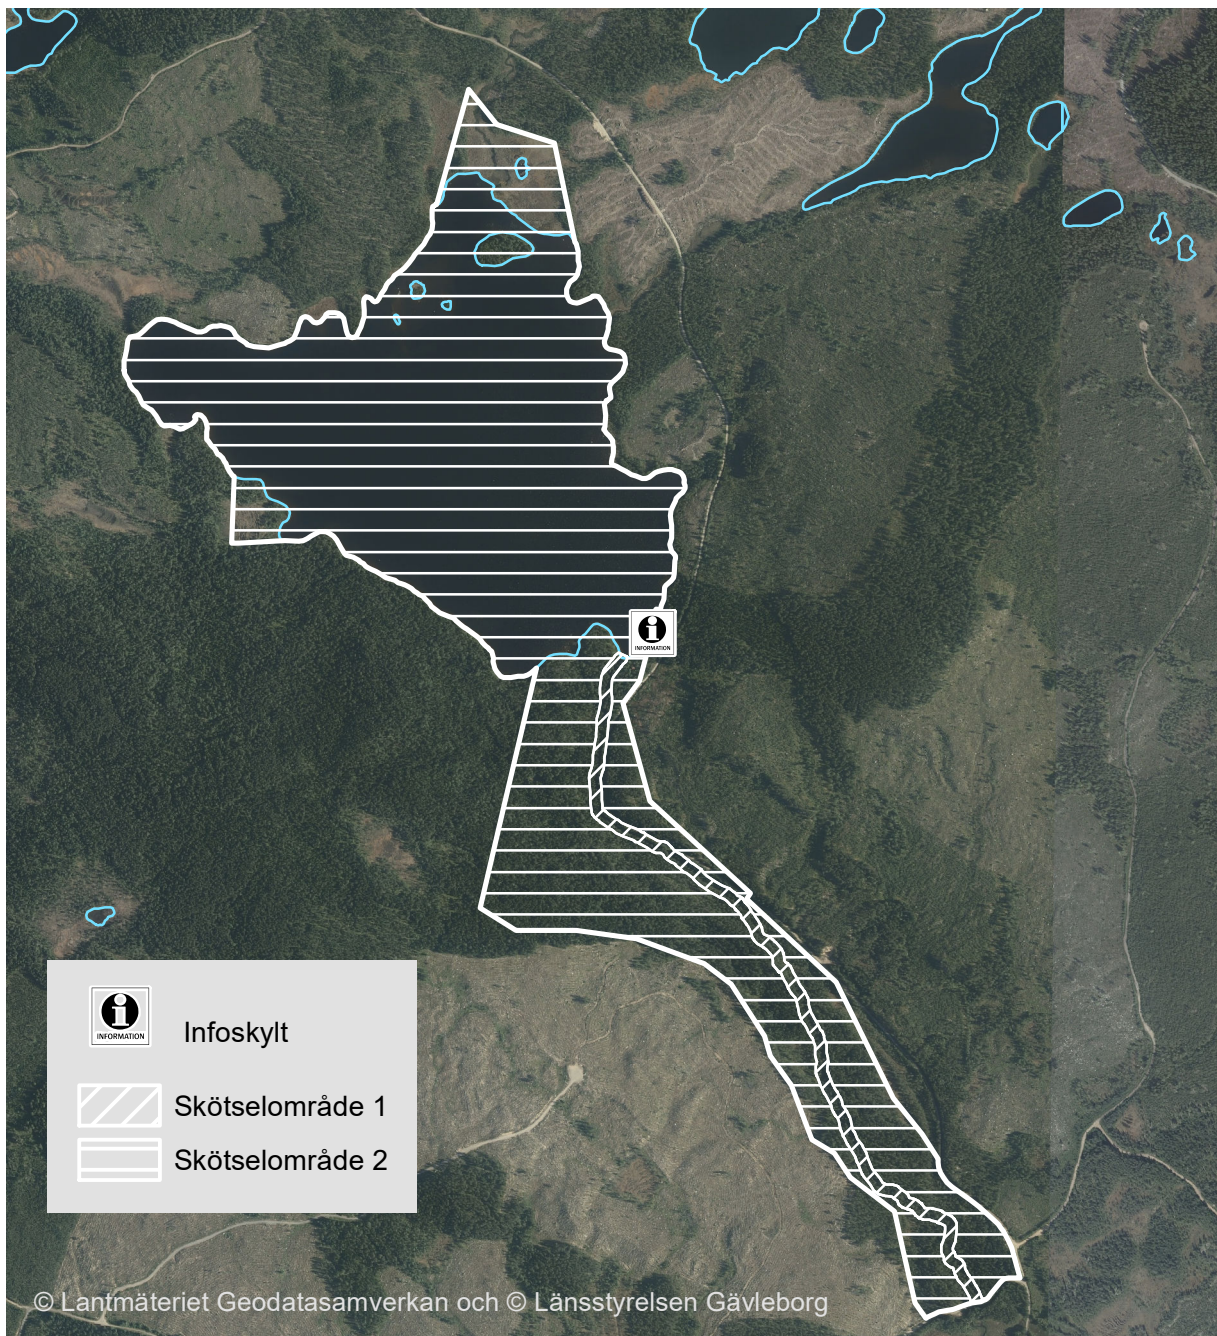 INFORMATION
INFORMATION
Infoskylt
Skötselområde 1
Skötselområde 2
© Lantmäteriet Geodatasamverkan och © Länsstyrelsen Gävleborg